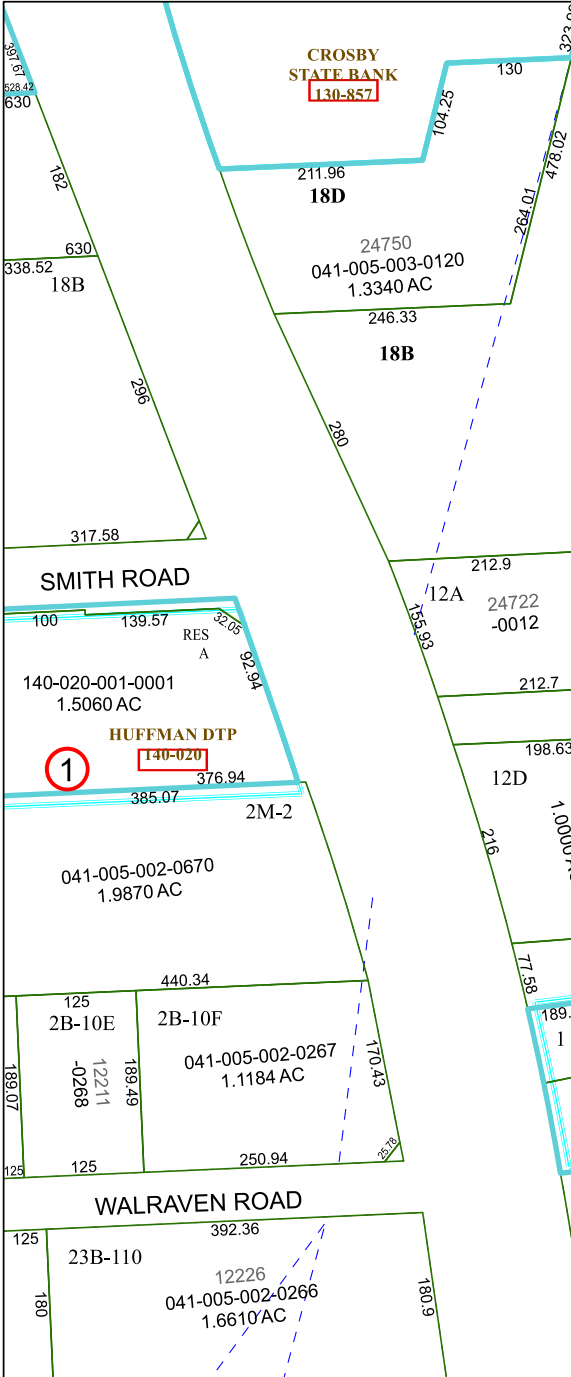 323.09
397.67
528.42
630
CROSBY
STATE BANK
130-857
130
104.25
478.02
182
211.96
18D
264.01
24750
041-005-003-0120
1.3340 AC
630
338.52
18B
246.33
18B
296
280
317.58
SMITH ROAD
212.9
12A
24722
-0012
155.93
100
139.57
32.05
RES
A
92.94
140-020-001-0001
1.5060 AC
212.7
HUFFMAN DTP
140-020
1
376.94
385.07
198.63
12D
2M-2
216
1.0000 AC
041-005-002-0670
1.9870 AC
77.58
440.34
125
2B-10E
2B-10F
189.
1
12211
-0268
189.07
189.49
041-005-002-0267
1.1184 AC
170.43
25.78
125
125
250.94
WALRAVEN ROAD
392.36
125
23B-110
12226
041-005-002-0266
1.6610 AC
180
180.9